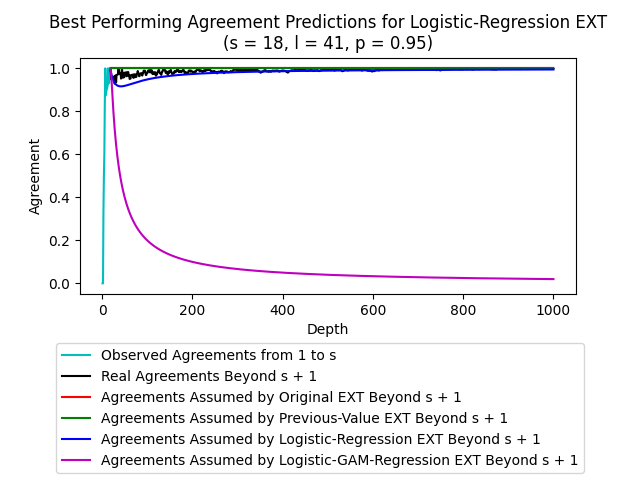 Best Performing Agreement Predictions for Logistic-Regression EXT
(s = 18, l = 41, p = 0.95)
Agreement
1.0
0.8
0.6
0.4
0.2
0.0
0
200
400
600
800
1000
Depth
Observed Agreements from 1 to s
Real Agreements Beyond s + 1
Agreements Assumed by Original EXT Beyond s + 1
Agreements Assumed by Previous-Value EXT Beyond s + 1
Agreements Assumed by Logistic-Regression EXT Beyond s + 1
Agreements Assumed by Logistic-GAM-Regression EXT Beyond s + 1